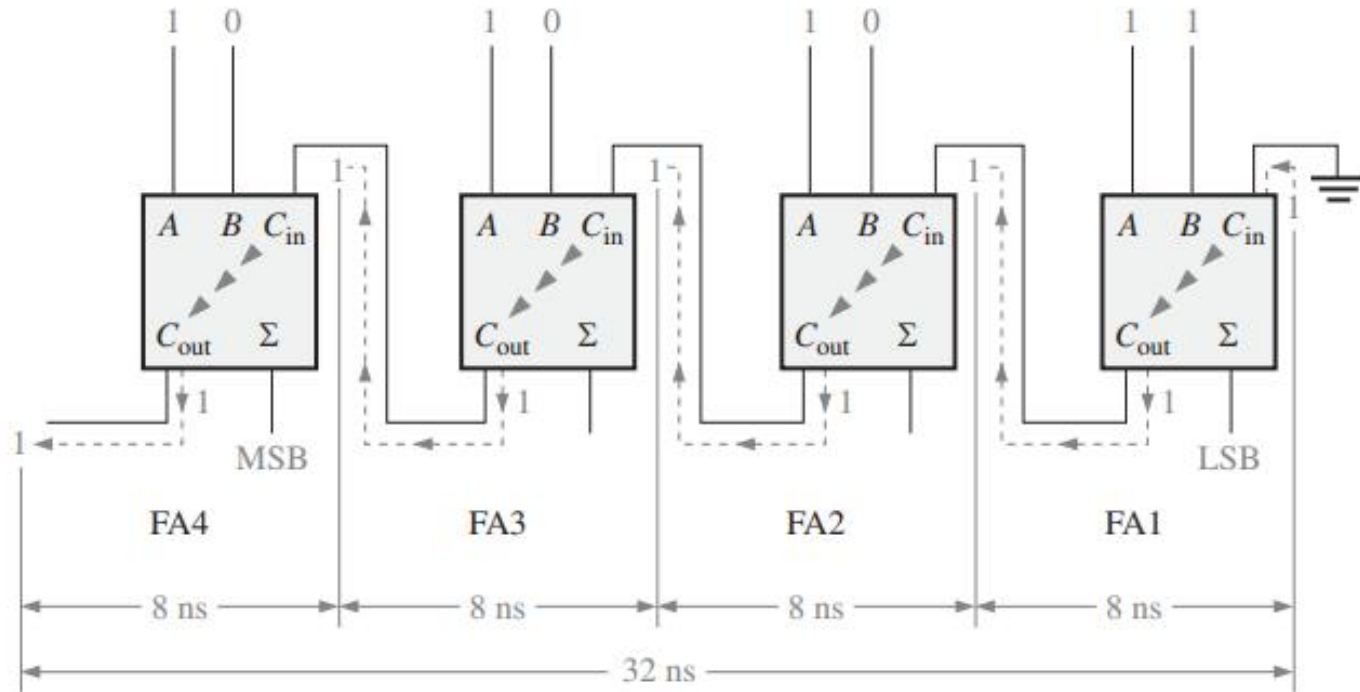 1 0 1 0 1 0 1 1
1 1 1 1
A B Cin A B Cin A B Cin A B Cin
Cout Σ Cout Σ Cout Σ Cout Σ
1 1 1 1
1 MSB LSB
FA4 FA3 FA2 FA1
8 ns 8 ns 8 ns 8 ns
32 ns